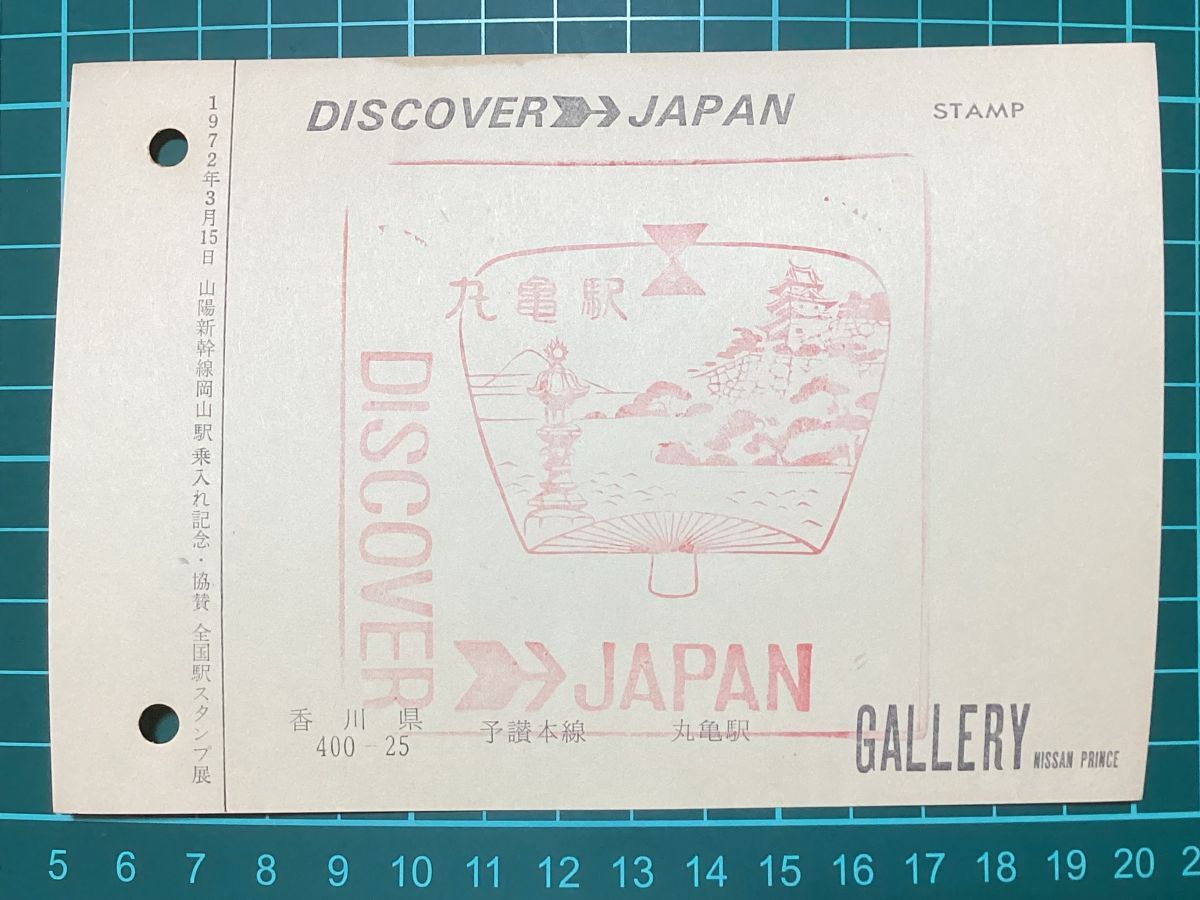 DISCOVER JAPAN
STAMP
1972年3月15日 山陽新幹線岡山駅乗入れ記念・協賛 全国駅スタンプ展
丸亀駅
DISCOVER
JAPAN
香川県 予讃本線 丸亀駅
400-25
GALLERY NISSAN PRINCE
5 6 7 8 9 10 11 12 13 14 15 16 17 18 19 20 2